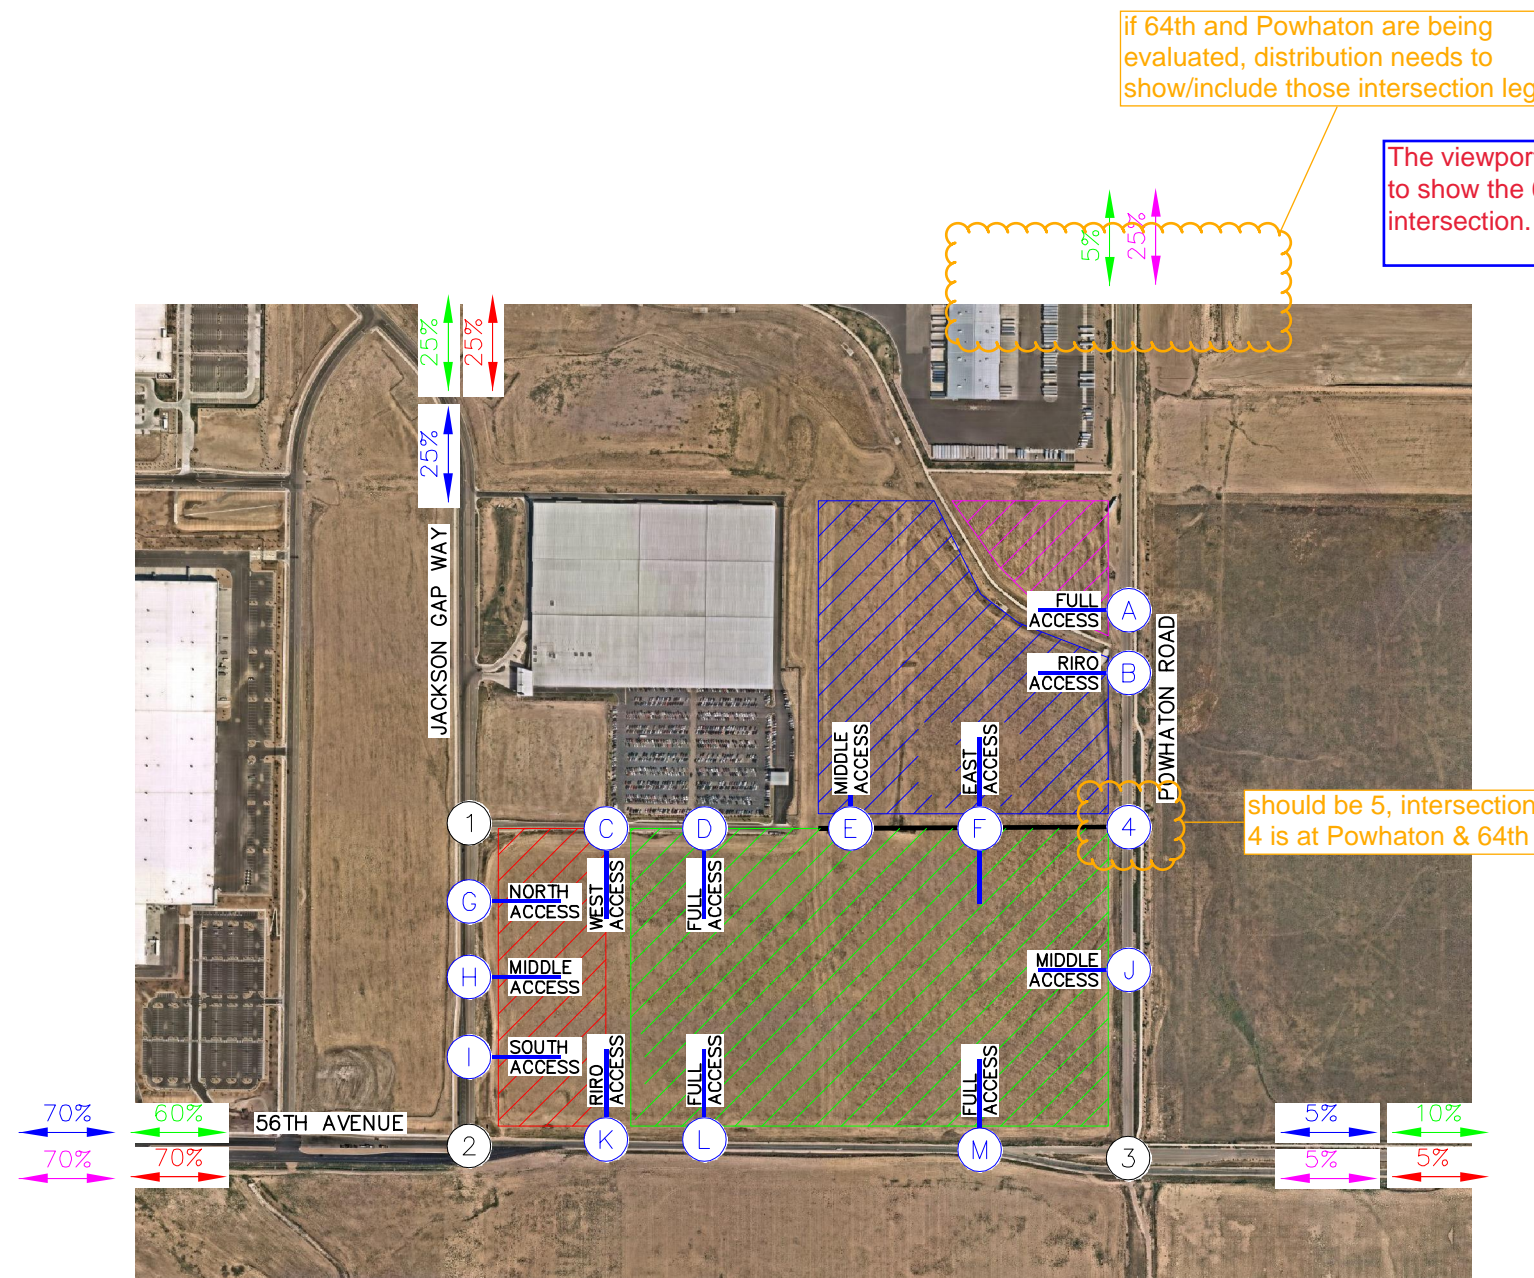 if 64th and Powhaton are being
evaluated, distribution needs to
show/include those intersection leg
The viewpor
to show the
intersection.
5%
25%
25%
25%
25%
JACKSON GAP WAY
FULL
ACCESS
A
RIRO
ACCESS
B
POWHATON ROAD
MIDDLE
ACCESS
EAST
ACCESS
1
C
D
E
F
4
should be 5, intersection
4 is at Powhaton & 64th
WEST
ACCESS
FULL
ACCESS
G
NORTH
ACCESS
H
MIDDLE
ACCESS
MIDDLE
ACCESS
J
I
SOUTH
ACCESS
RIRO
ACCESS
FULL
ACCESS
FULL
ACCESS
70%
60%
56TH AVENUE
5%
10%
2
K
L
M
3
70%
70%
5%
5%